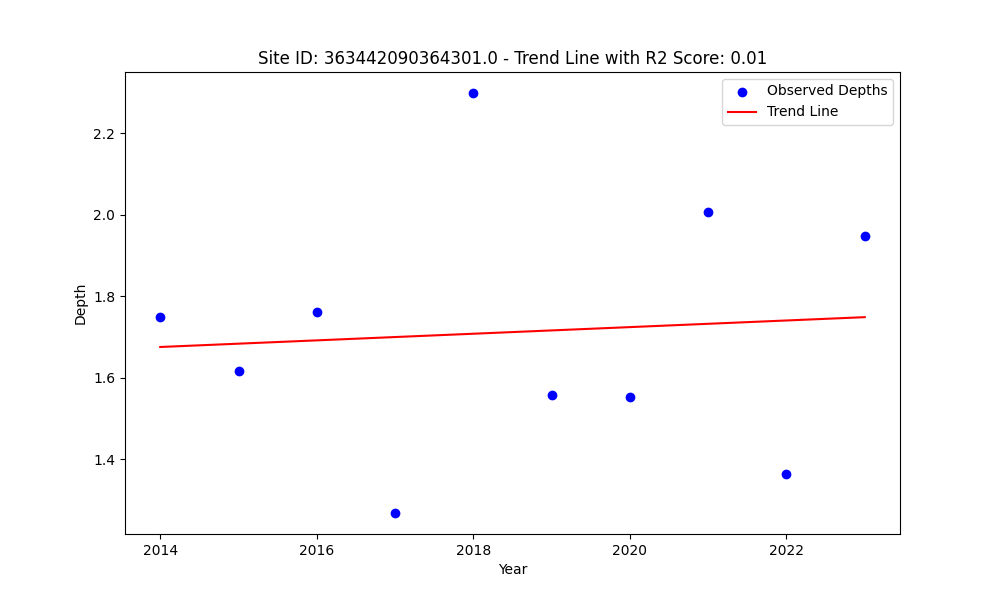 Site ID: 363442090364301.0 - Trend Line with R2 Score: 0.01
Observed Depths
Trend Line
2.2
2.0
1.8
1.6
1.4
Depth
2014
2016
2018
2020
2022
Year